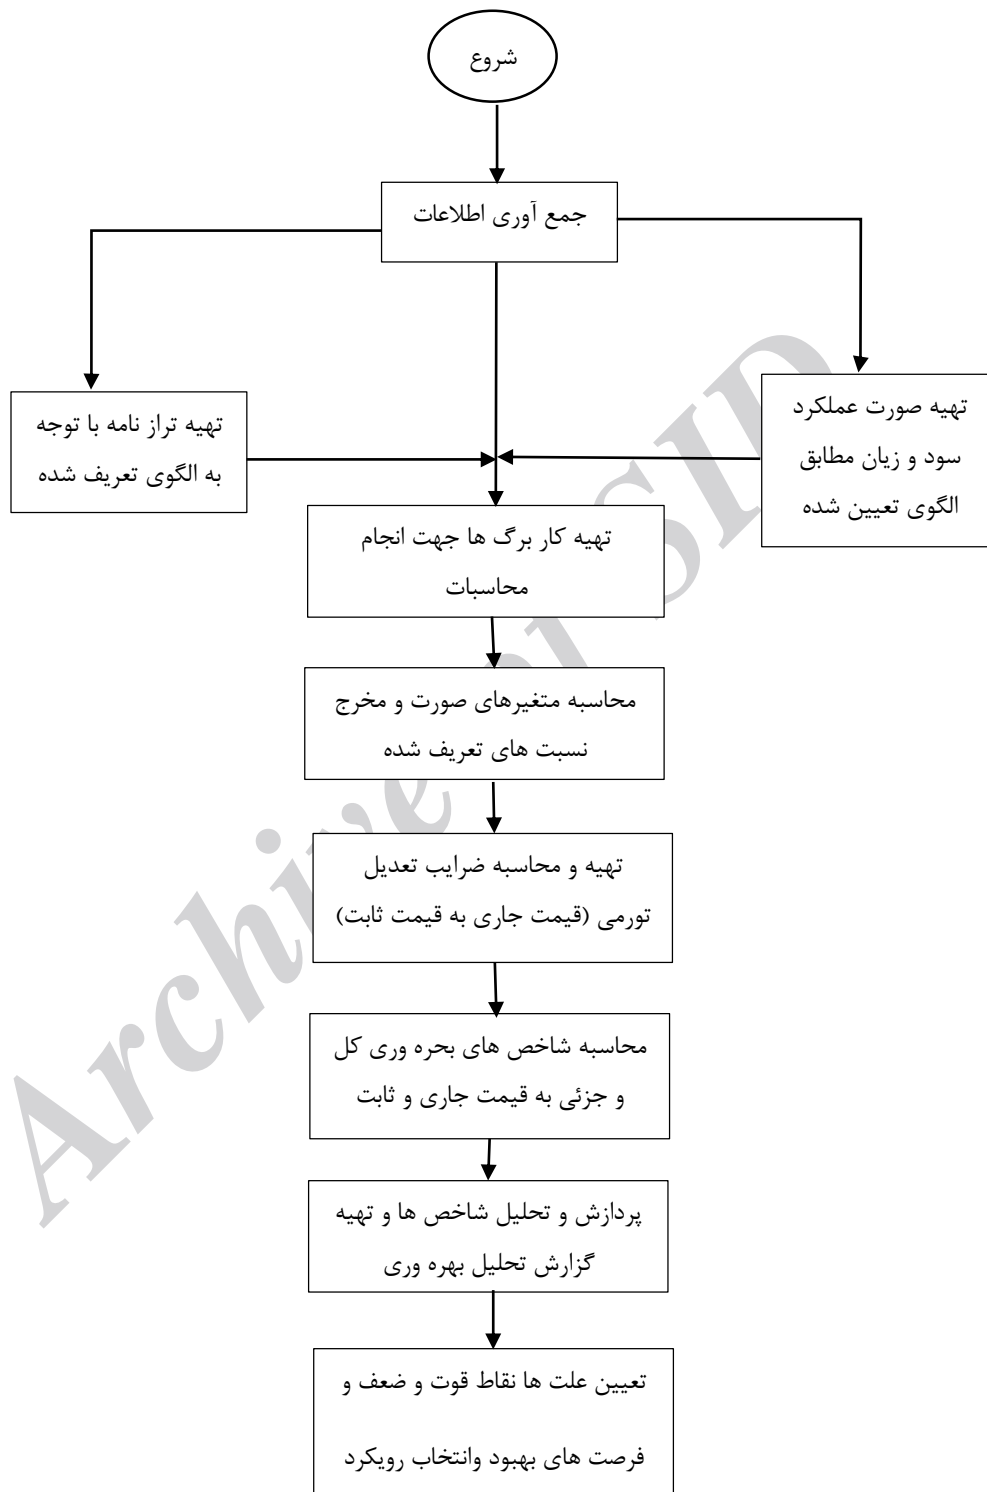 شروع
جمع آوری اطلاعات
تهیه صورت عملکرد
سود و زیان مطابق
الگوی تعیین شده
تهیه تراز نامه با توجه
به الگوی تعریف شده
تهیه کار برگ ها جهت انجام
محاسبات
محاسبه متغیرهای صورت و مخرج
نسبت های تعریف شده
تهیه و محاسبه ضرایب تعدیل
تورمی (قیمت جاری به قیمت ثابت)
محاسبه شاخص های بحره وری کل
و جزئی به قیمت جاری و ثابت
پردازش و تحلیل شاخص ها و تهیه
گزارش تحلیل بهره وری
تعیین علت ها نقاط قوت و ضعف و
فرصت های بهبود وانتخاب رویکرد
Archive of SID